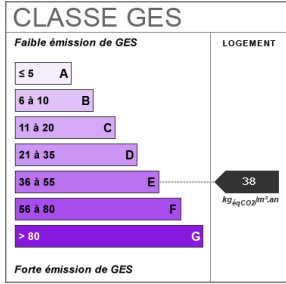 CLASSE GES
Faible émission de GES
LOGEMENT
≤ 5 A
6 à 10 B
11 à 20 C
21 à 35 D
36 à 55 E
38
kgéqCO2/m².an
56 à 80 F
> 80 G
Forte émission de GES